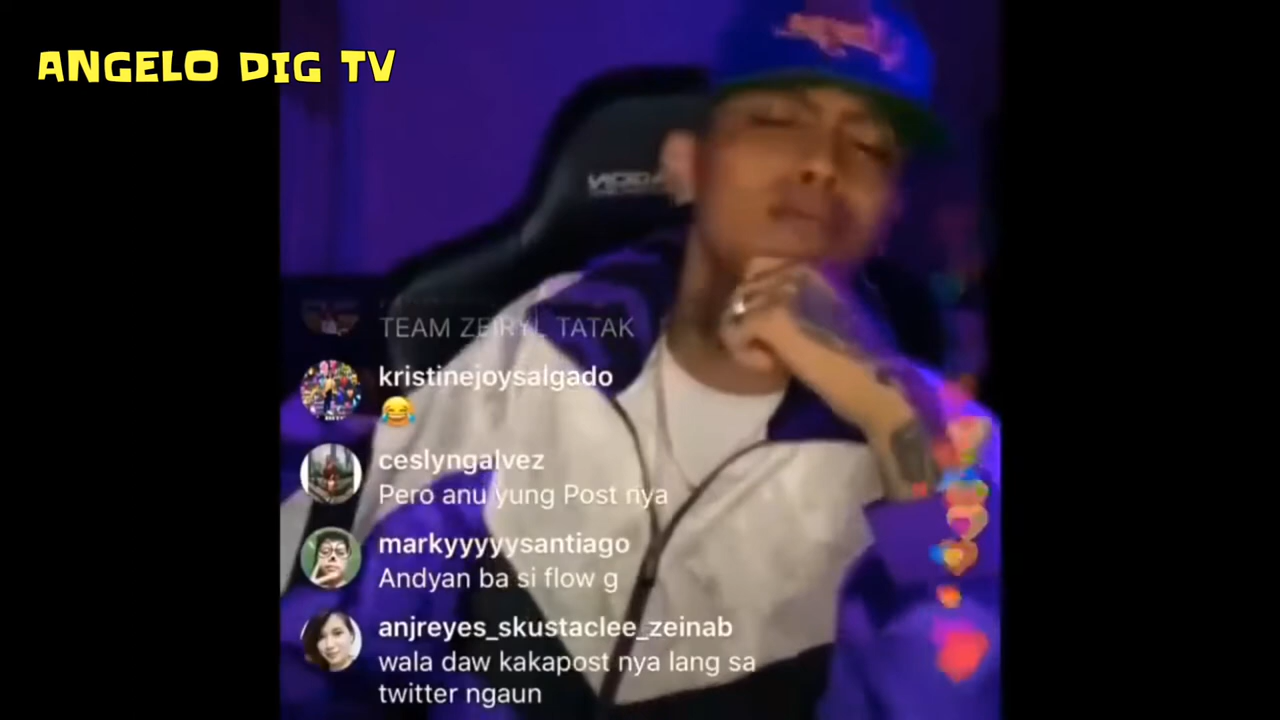 ANGELO DIG TV
TEAM ZEIRYL TATAK
kristinejoysalgado
😂
ceslyngalvez
Pero anu yung Post nya
markyyyyysantiago
Andyan ba si flow g
anjreyes_skustaclee_zeinab
wala daw kakapost nya lang sa
twitter ngaun